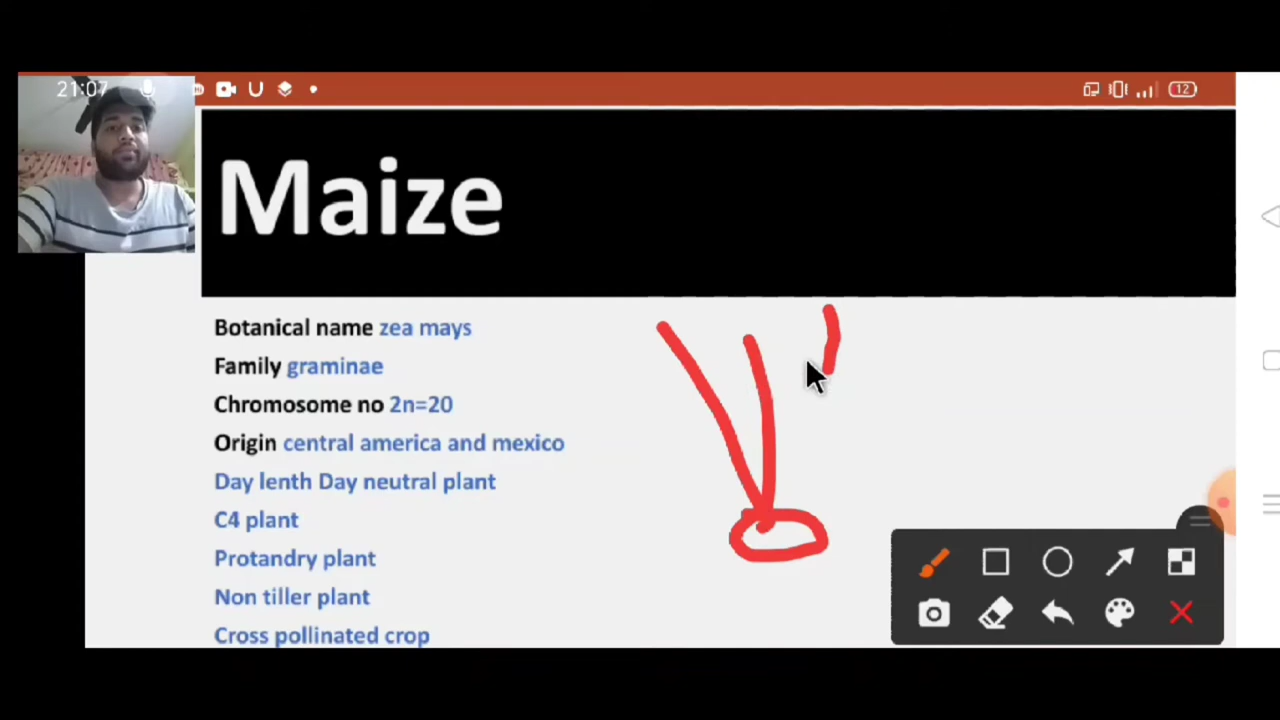 21:07
12
Maize
Botanical name zea mays
Family graminae
Chromosome no 2n=20
Origin central america and mexico
Day lenth Day neutral plant
C4 plant
Protandry plant
Non tiller plant
Cross pollinated crop